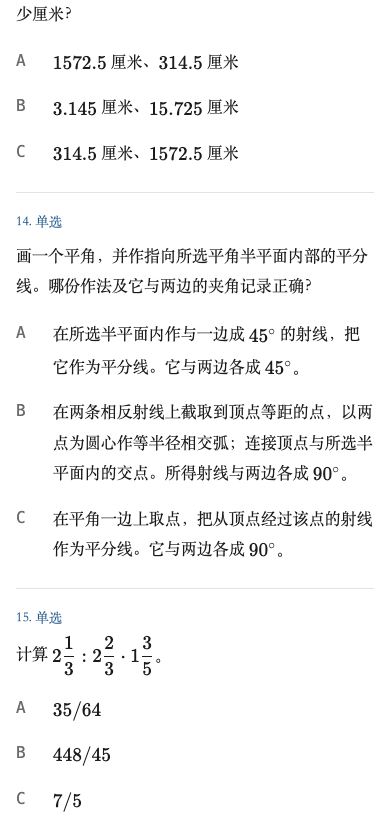 少厘米?
A 1572.5 厘米、314.5 厘米
B 3.145 厘米、15.725 厘米
C 314.5 厘米、1572.5 厘米
14. 单选
画一个平角，并作指向所选平角半平面内部的平分
线。哪份作法及它与两边的夹角记录正确?
A 在所选半平面内作与一边成 45° 的射线，把
它作为平分线。它与两边各成 45°。
B 在两条相反射线上截取到顶点等距的点，以两
点为圆心作等半径相交弧；连接顶点与所选半
平面内的交点。所得射线与两边各成 90°。
C 在平角一边上取点，把从顶点经过该点的射线
作为平分线。它与两边各成 90°。
15. 单选
计算 2 1/3 : 2 2/3 · 1 3/5。
A 35/64
B 448/45
C 7/5